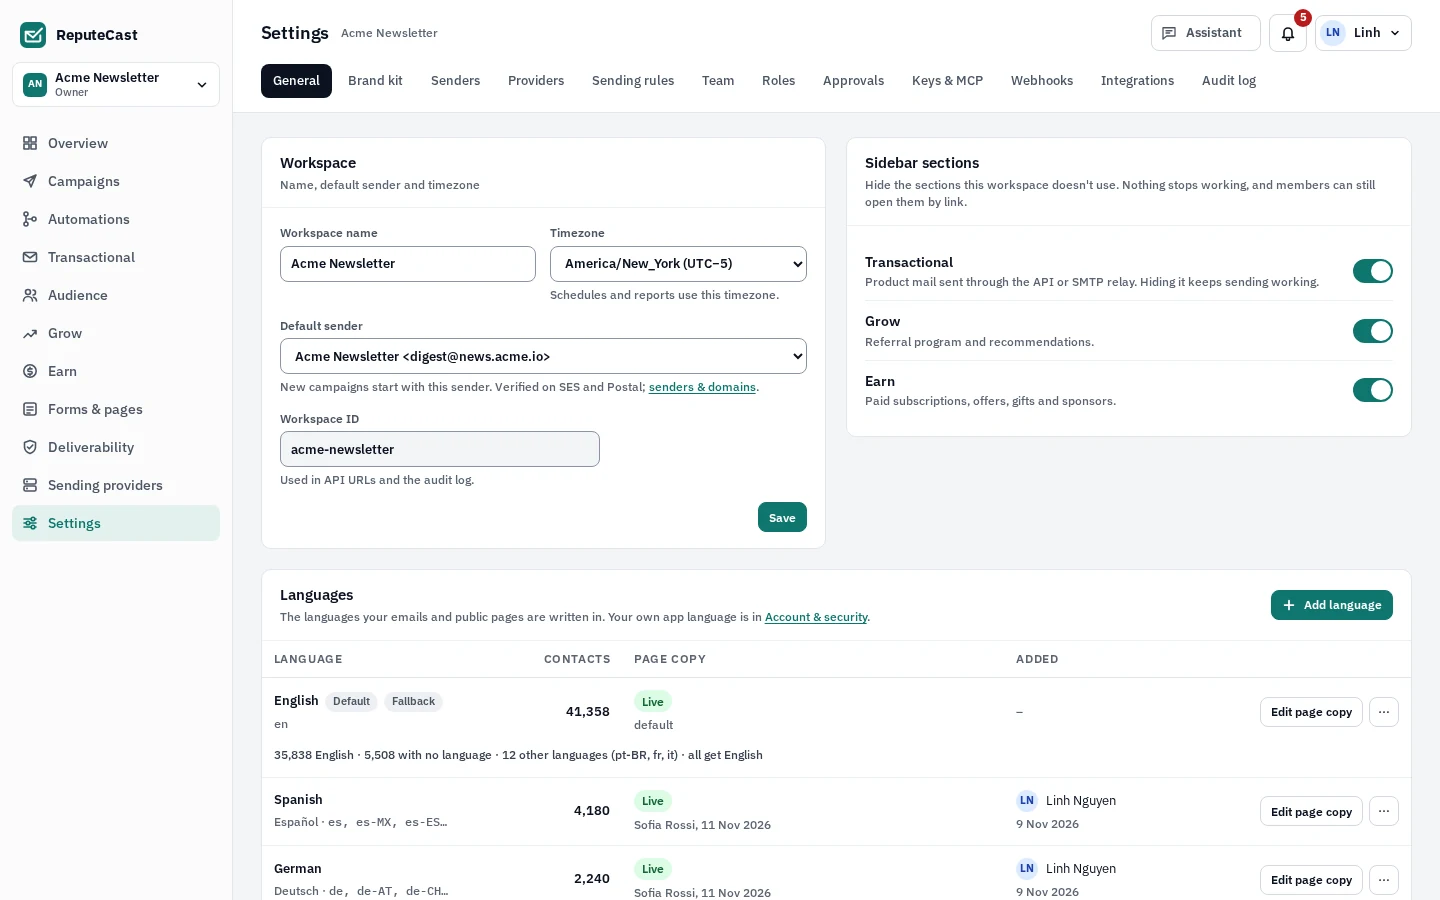 ReputeCast
AN
Acme Newsletter
Owner
Overview
Campaigns
Automations
Transactional
Audience
Grow
Earn
Forms & pages
Deliverability
Sending providers
Settings
Settings Acme Newsletter
Assistant
5
LN Linh
General Brand kit Senders Providers Sending rules Team Roles Approvals Keys & MCP Webhooks Integrations Audit log
Workspace
Name, default sender and timezone
Workspace name
Acme Newsletter
Timezone
America/New_York (UTC−5)
Schedules and reports use this timezone.
Default sender
Acme Newsletter <digest@news.acme.io>
New campaigns start with this sender. Verified on SES and Postal; senders & domains.
Workspace ID
acme-newsletter
Used in API URLs and the audit log.
Save
Sidebar sections
Hide the sections this workspace doesn't use. Nothing stops working, and members can still
open them by link.
Transactional
Product mail sent through the API or SMTP relay. Hiding it keeps sending working.
Grow
Referral program and recommendations.
Earn
Paid subscriptions, offers, gifts and sponsors.
Languages
The languages your emails and public pages are written in. Your own app language is in Account & security.
+ Add language
LANGUAGE CONTACTS PAGE COPY ADDED
English Default Fallback
en
41,358
Live
default
–
Edit page copy ...
35,838 English · 5,508 with no language · 12 other languages (pt-BR, fr, it) · all get English
Spanish
Español · es, es-MX, es-ES…
4,180
Live
Sofia Rossi, 11 Nov 2026
LN Linh Nguyen
9 Nov 2026
Edit page copy ...
German
Deutsch · de, de-AT, de-CH…
2,240
Live
Sofia Rossi, 11 Nov 2026
LN Linh Nguyen
9 Nov 2026
Edit page copy ...